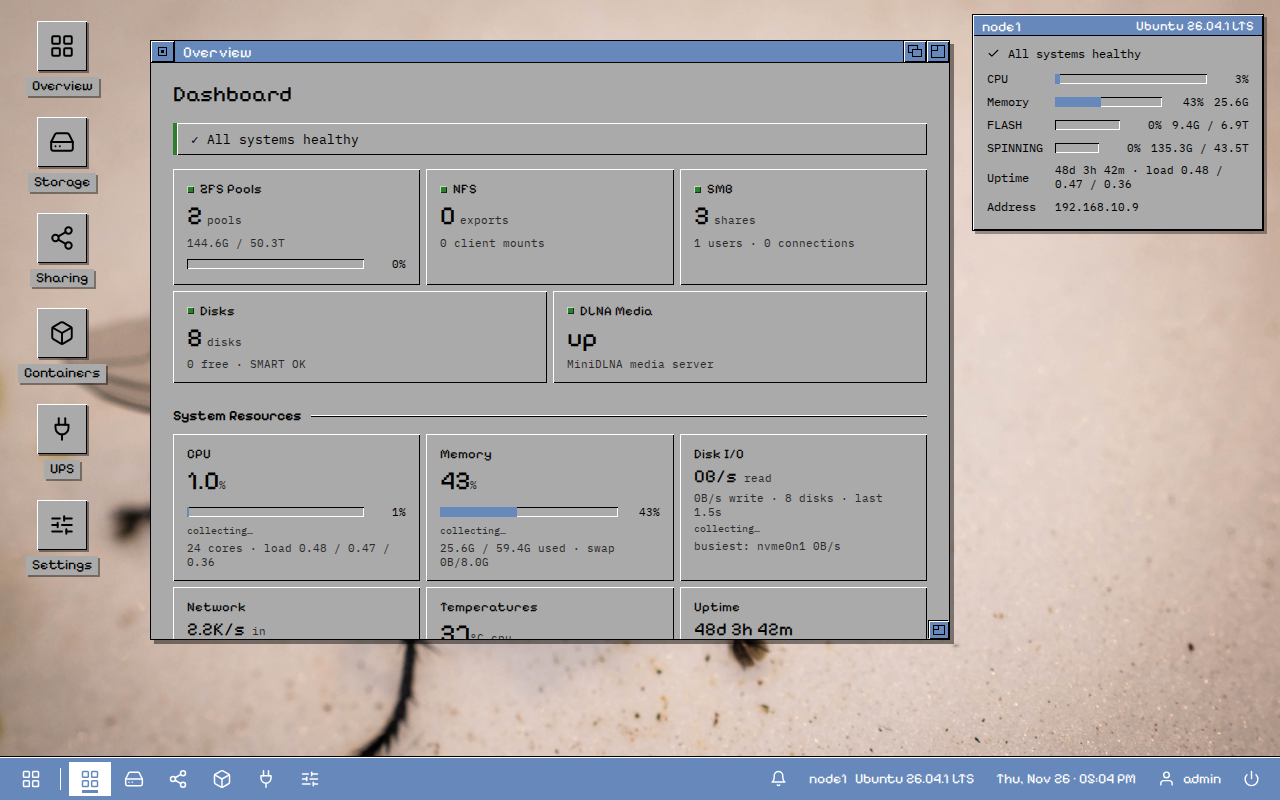 Overview
Storage
Sharing
Containers
UPS
Settings
Overview
Dashboard
✓ All systems healthy
ZFS Pools
2 pools
144.6G / 50.3T
0%
NFS
0 exports
0 client mounts
SMB
3 shares
1 users · 0 connections
Disks
8 disks
0 free · SMART OK
DLNA Media
up
MiniDLNA media server
System Resources
CPU
1.0%
1%
collecting…
24 cores · load 0.48 / 0.47 /
0.36
Memory
43%
43%
collecting…
25.6G / 59.4G used · swap
0B/8.0G
Disk I/O
0B/s read
0B/s write · 8 disks · last
1.5s
collecting…
busiest: nvme0n1 0B/s
Network
2.2K/s in
Temperatures
37°C cpu
Uptime
48d 3h 42m
node1 Ubuntu 26.04.1 LTS
✓ All systems healthy
CPU 3%
Memory 43% 25.6G
FLASH 0% 9.4G / 6.9T
SPINNING 0% 135.3G / 43.5T
Uptime 48d 3h 42m · load 0.48 /
0.47 / 0.36
Address 192.168.10.9
node1 Ubuntu 26.04.1 LTS Thu, Nov 26 · 02:04 PM admin